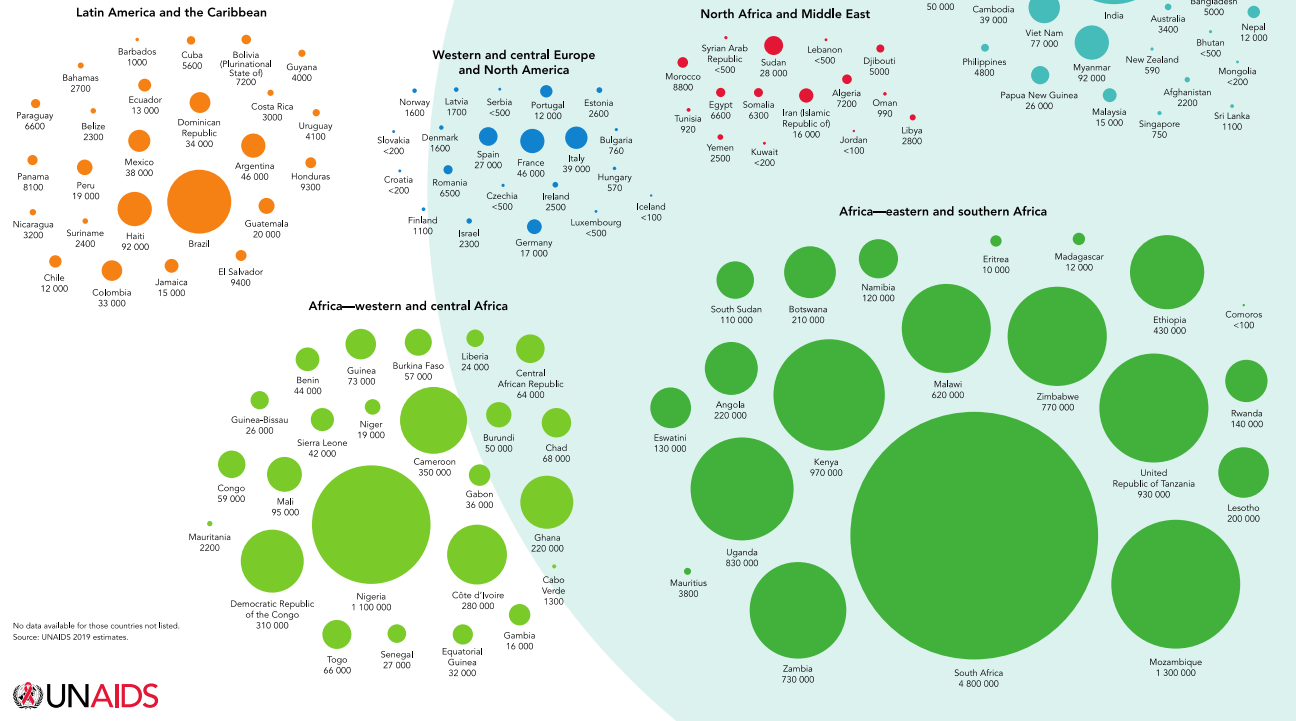 Latin America and the Caribbean
Barbados
1000
Cuba
5600
Bolivia
(Plurinational
State of)
7200
Guyana
4000
Bahamas
2700
Ecuador
13 000
Costa Rica
3000
Paraguay
6600
Belize
2300
Dominican
Republic
34 000
Uruguay
4100
Mexico
38 000
Argentina
46 000
Honduras
9300
Panama
8100
Peru
19 000
Brazil
Guatemala
20 000
Nicaragua
3200
Suriname
2400
Haiti
92 000
Chile
12 000
Colombia
33 000
Jamaica
15 000
El Salvador
9400
Western and central Europe
and North America
Norway
1600
Latvia
1700
Serbia
<500
Portugal
12 000
Estonia
2600
Slovakia
<200
Denmark
1600
Spain
27 000
France
46 000
Italy
39 000
Bulgaria
760
Croatia
<200
Romania
6500
Czechia
<500
Ireland
2500
Hungary
570
Iceland
<100
Finland
1100
Israel
2300
Germany
17 000
Luxembourg
<500
North Africa and Middle East
Syrian Arab
Republic
<500
Sudan
28 000
Lebanon
<500
Djibouti
5000
Morocco
8800
Egypt
6600
Somalia
6300
Iran (Islamic
Republic of)
16 000
Algeria
7200
Oman
990
Tunisia
920
Libya
2800
Yemen
2500
Kuwait
<200
Jordan
<100
50 000
Cambodia
39 000
Viet Nam
77 000
India
Australia
3400
Bangladesh
5000
Nepal
12 000
Bhutan
<500
Philippines
4800
Myanmar
92 000
New Zealand
590
Mongolia
<200
Papua New Guinea
26 000
Malaysia
15 000
Afghanistan
2200
Singapore
750
Sri Lanka
1100
Africa—western and central Africa
Benin
44 000
Guinea
73 000
Burkina Faso
57 000
Liberia
24 000
Central
African Republic
64 000
Guinea-Bissau
26 000
Sierra Leone
42 000
Niger
19 000
Cameroon
350 000
Burundi
50 000
Chad
68 000
Congo
59 000
Mali
95 000
Gabon
36 000
Mauritania
2200
Ghana
220 000
Democratic Republic
of the Congo
310 000
Nigeria
1 100 000
Côte d’Ivoire
280 000
Cabo
Verde
1300
Togo
66 000
Senegal
27 000
Equatorial
Guinea
32 000
Gambia
16 000
Africa—eastern and southern Africa
South Sudan
110 000
Botswana
210 000
Namibia
120 000
Eritrea
10 000
Madagascar
12 000
Ethiopia
430 000
Comoros
<100
Angola
220 000
Malawi
620 000
Zimbabwe
770 000
Rwanda
140 000
Eswatini
130 000
Kenya
970 000
United
Republic of Tanzania
930 000
Lesotho
200 000
Uganda
830 000
Mauritius
3800
Zambia
730 000
South Africa
4 800 000
Mozambique
1 300 000
No data available for those countries not listed.
Source: UNAIDS 2019 estimates.
UNAIDS